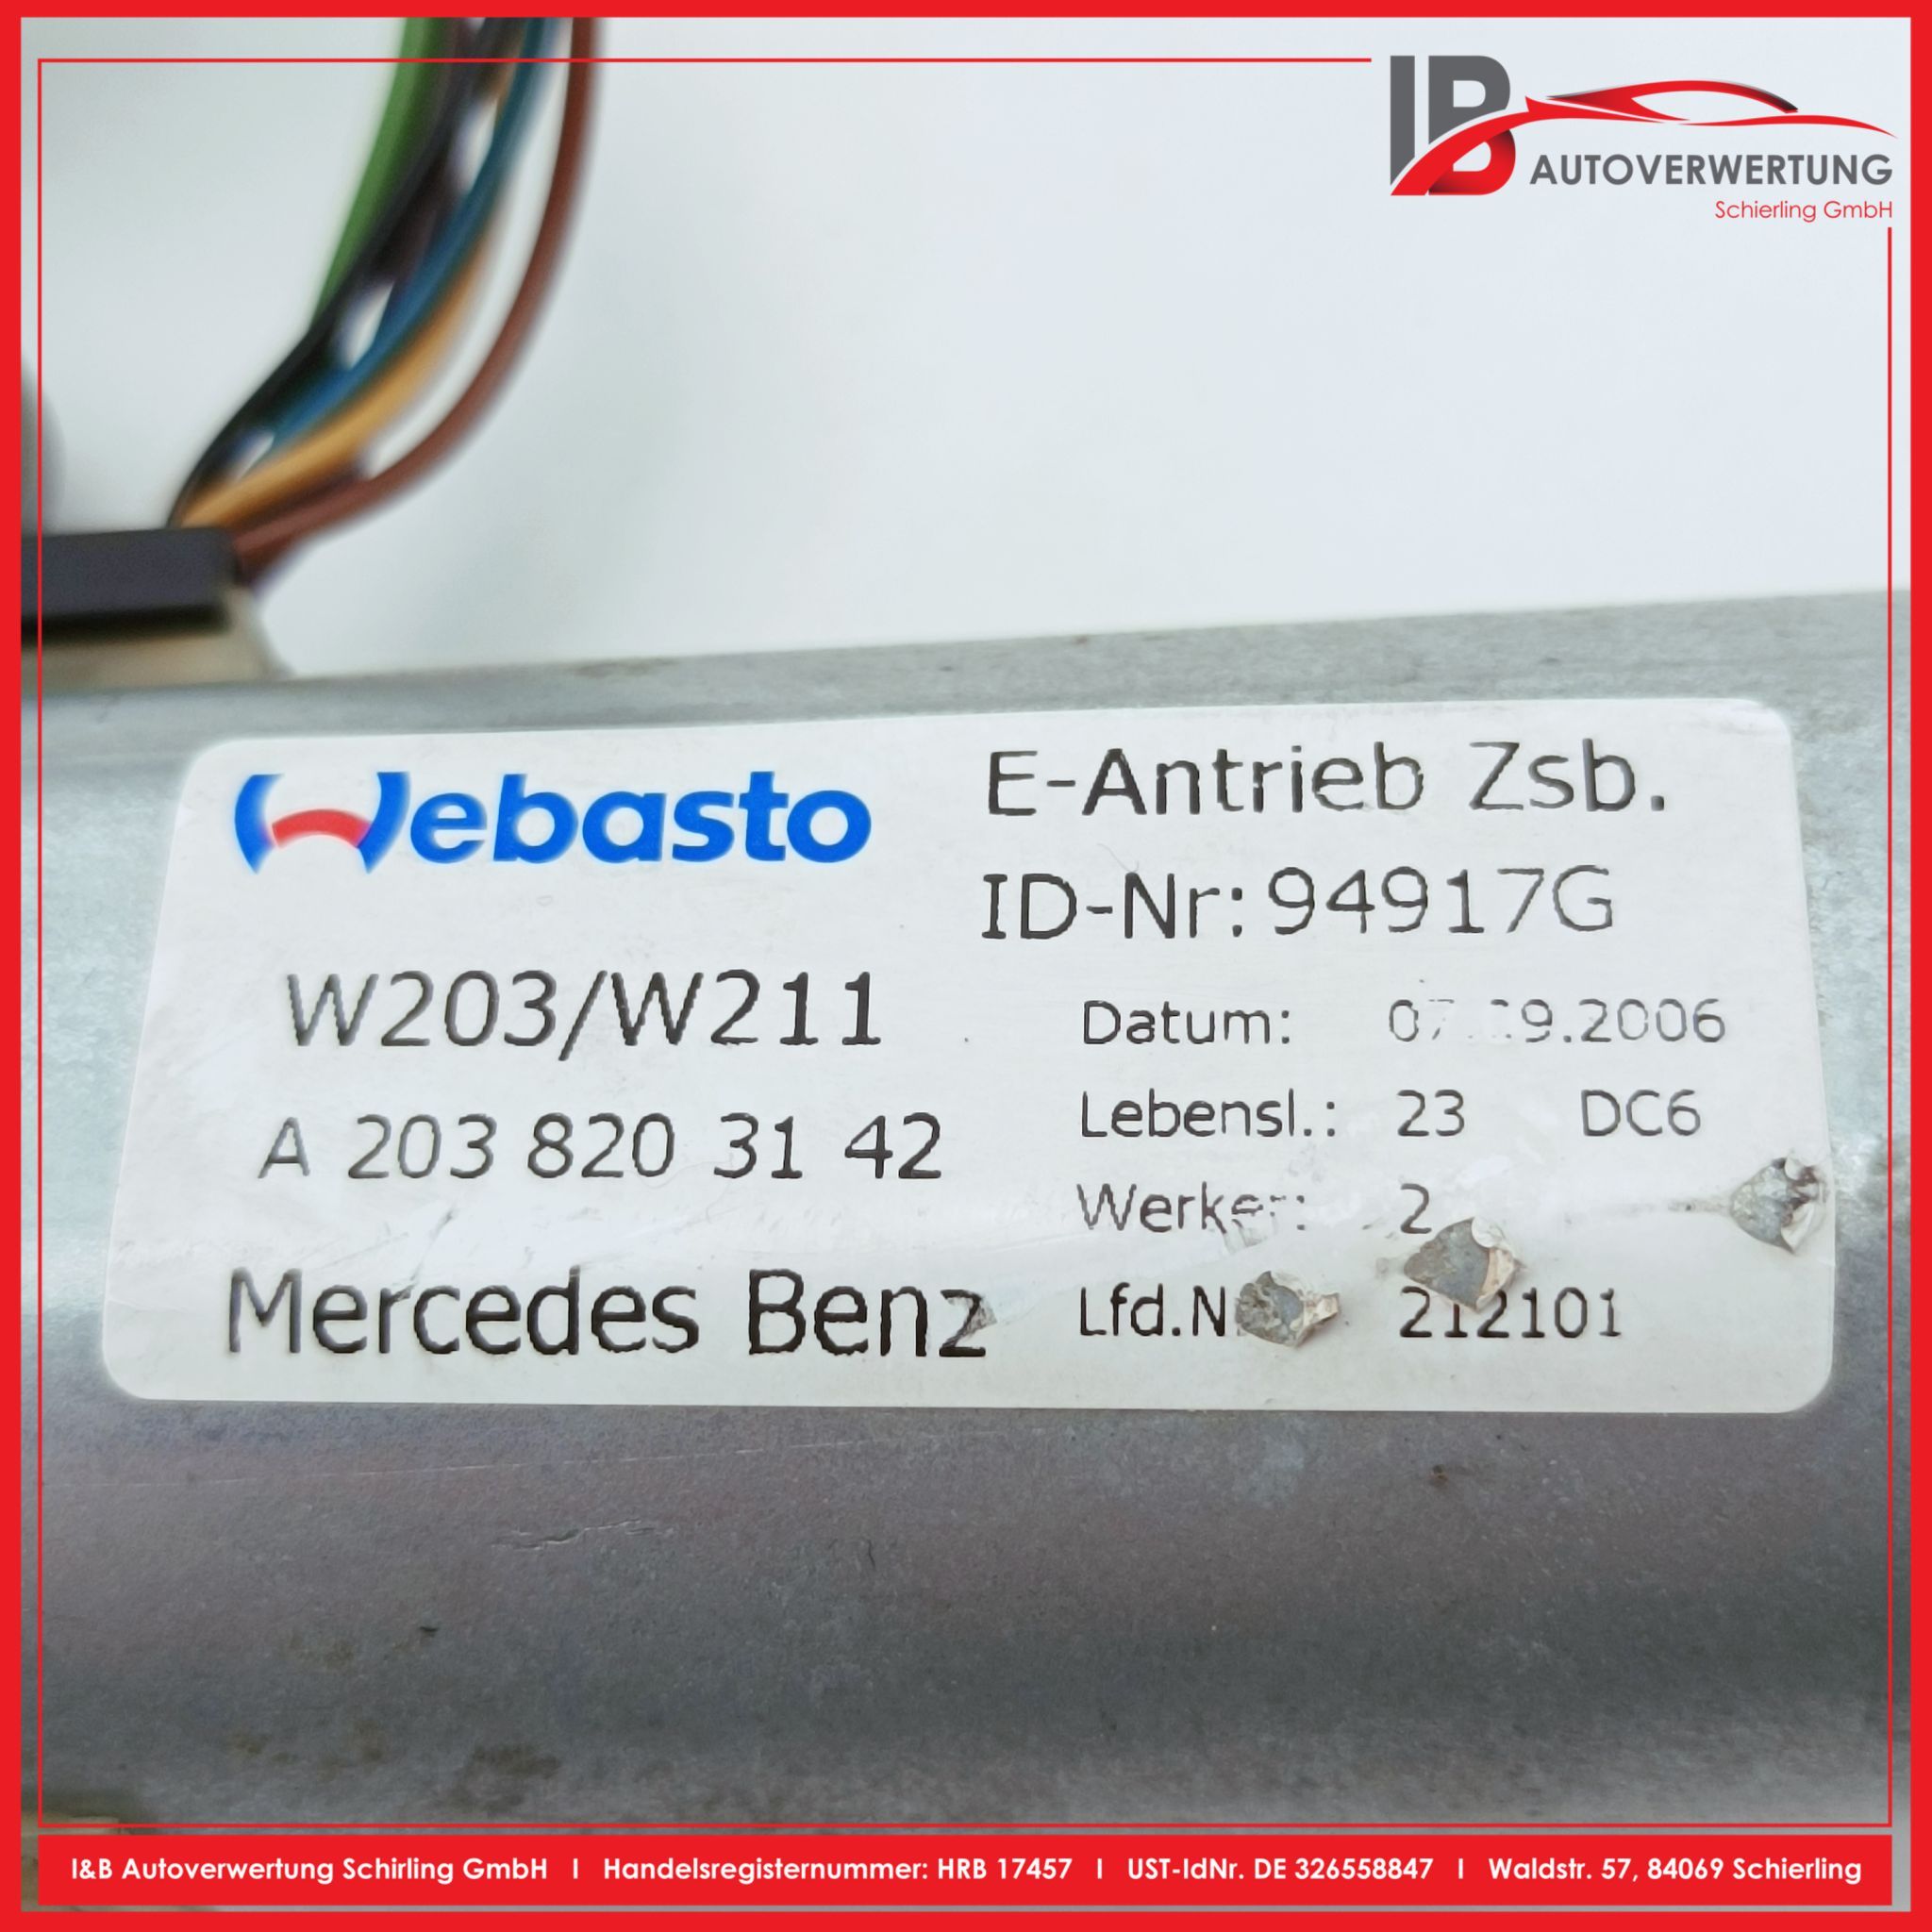 IB
AUTOVERWERTUNG
Schierling GmbH
Webasto
E-Antrieb Zsb.
ID-Nr: 94917G
W203/W211
Datum: .2006
A 203 820 31 42
Lebensl.: 23 DC6
Werker: 2
Mercedes Benz
Lfd.N 212101
I&B Autoverwertung Schirling GmbH I Handelsregisternummer: HRB 17457 I UST-IdNr. DE 326558847 I Waldstr. 57, 84069 Schierling